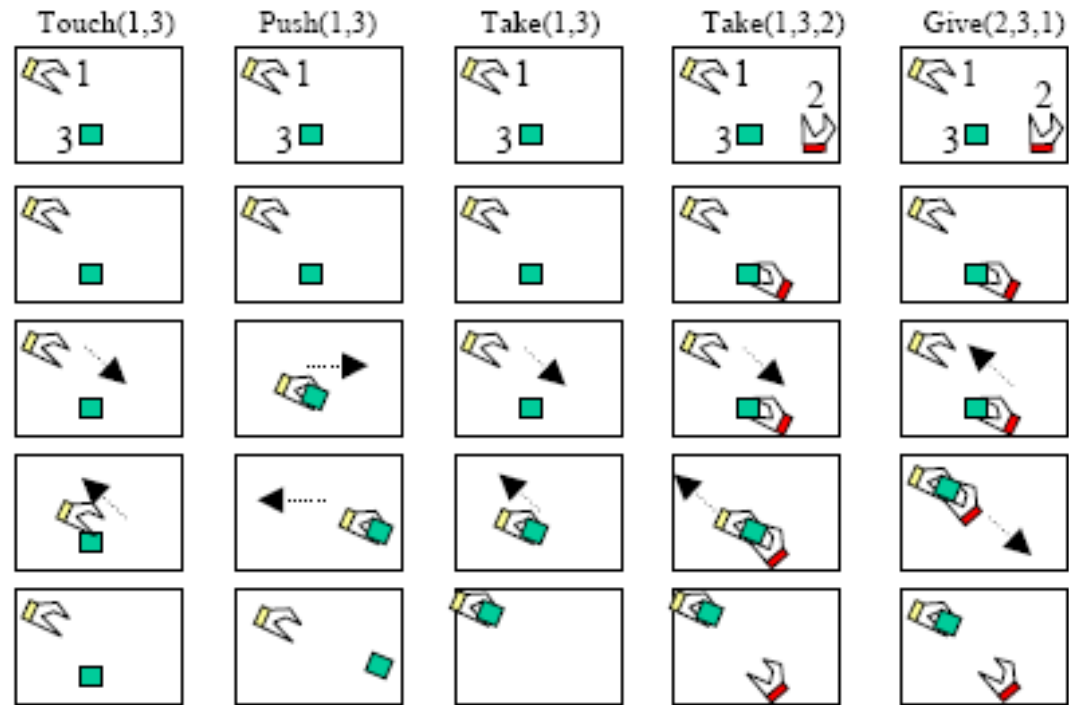 Touch(1,3) Push(1,3) Take(1,3) Take(1,3,2) Give(2,3,1)
1 1 1 1 1
2 2
3 3 3 3 3